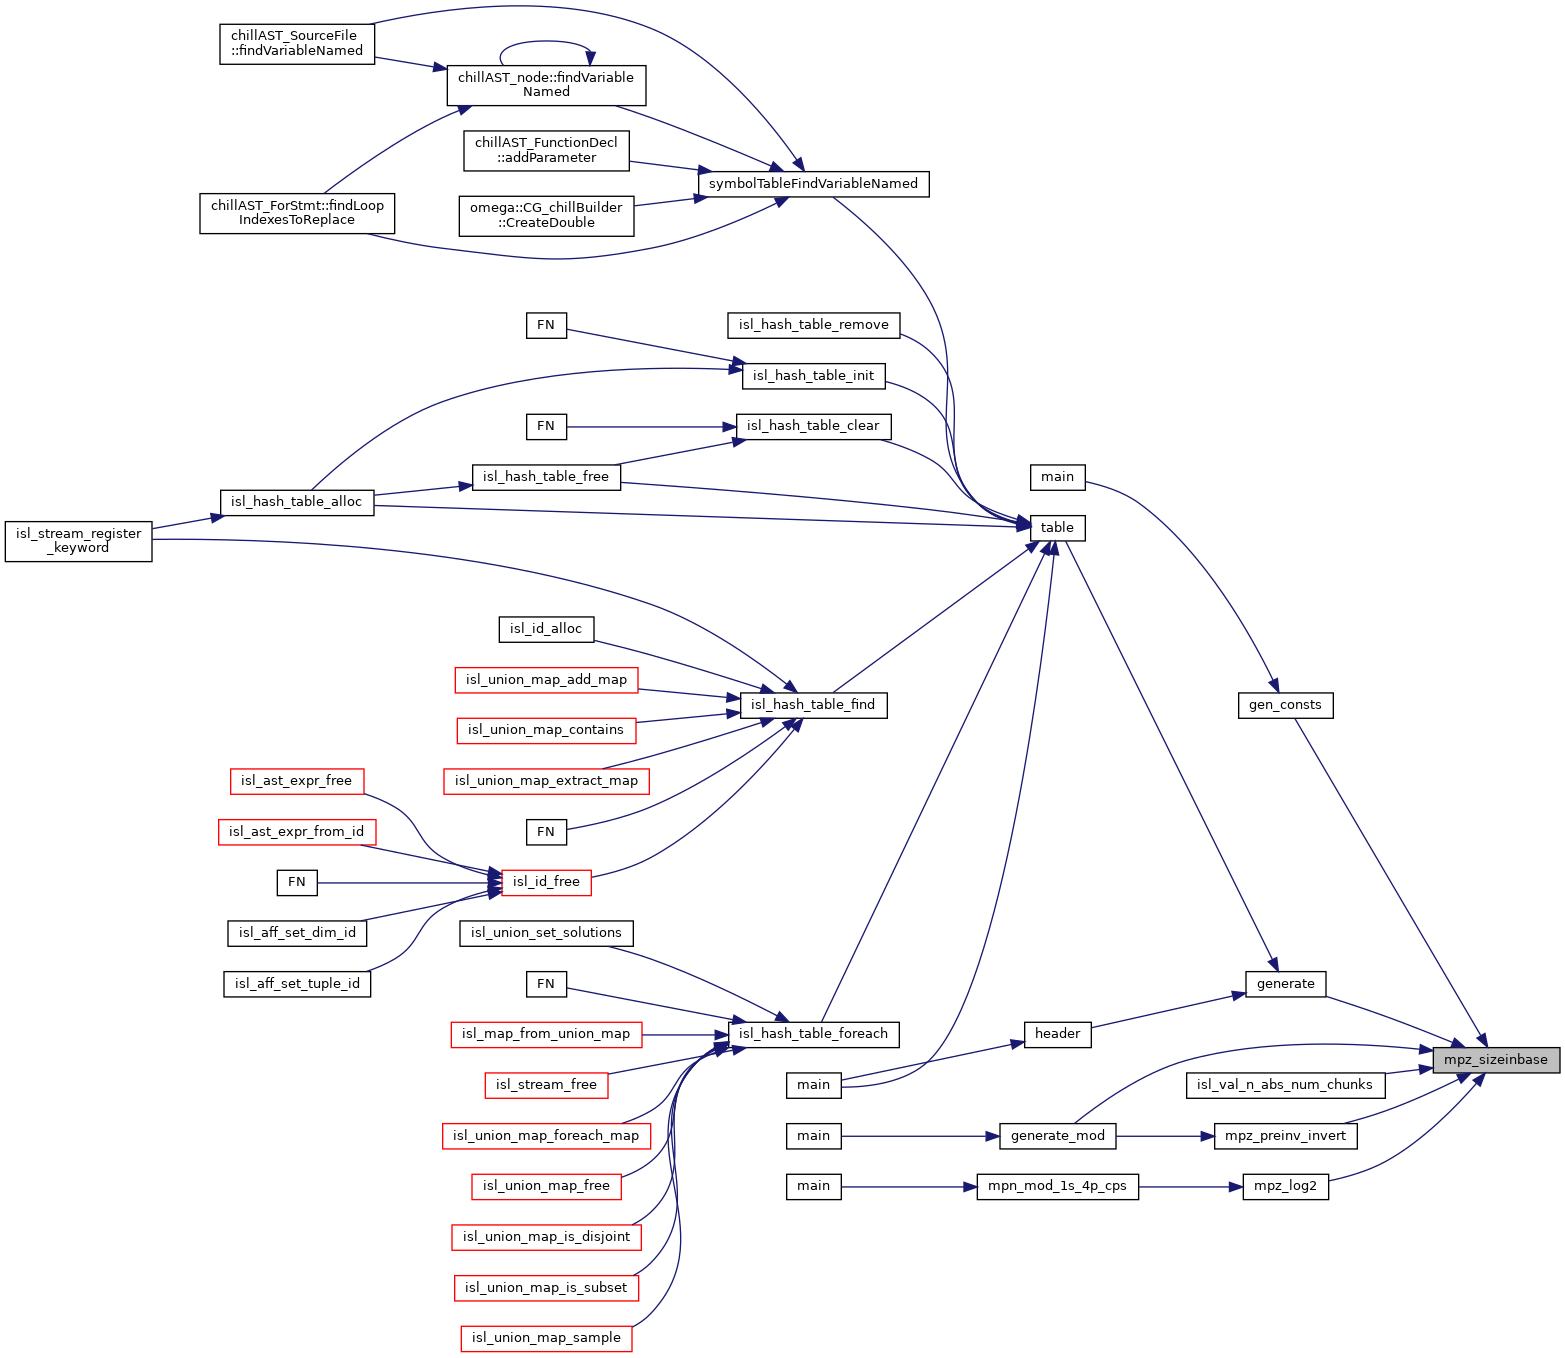 chillAST_SourceFile
::findVariableNamed
chillAST_node::findVariable
Named
chillAST_FunctionDecl
::addParameter
symbolTableFindVariableNamed
chillAST_ForStmt::findLoop
IndexesToReplace
omega::CG_chillBuilder
::CreateDouble
FN
isl_hash_table_remove
isl_hash_table_init
FN
isl_hash_table_clear
isl_hash_table_free
main
isl_hash_table_alloc
isl_stream_register
_keyword
table
isl_id_alloc
isl_union_map_add_map
isl_hash_table_find
gen_consts
isl_union_map_contains
isl_ast_expr_free
isl_union_map_extract_map
isl_ast_expr_from_id
FN
FN
isl_id_free
isl_aff_set_dim_id
isl_union_set_solutions
isl_aff_set_tuple_id
FN
generate
isl_map_from_union_map
isl_hash_table_foreach
header
mpz_sizeinbase
isl_stream_free
main
isl_val_n_abs_num_chunks
isl_union_map_foreach_map
main
generate_mod
mpz_preinv_invert
isl_union_map_free
main
mpn_mod_1s_4p_cps
mpz_log2
isl_union_map_is_disjoint
isl_union_map_is_subset
isl_union_map_sample